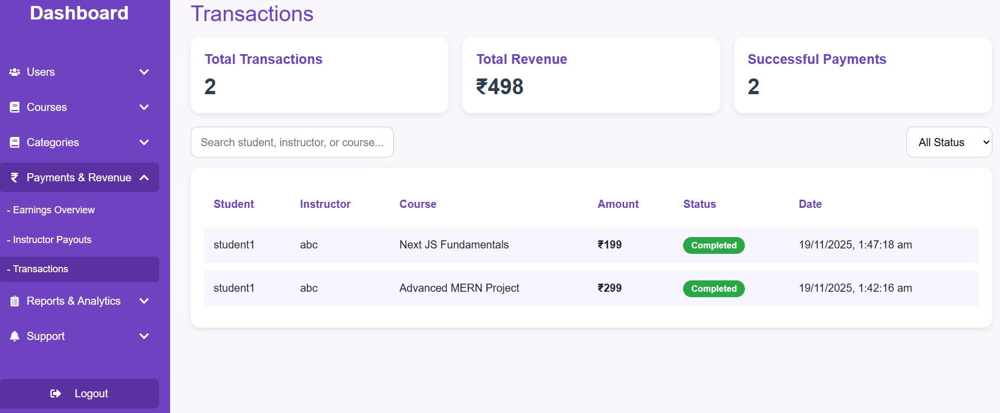 Dashboard
Users
Courses
Categories
Payments & Revenue
- Earnings Overview
- Instructor Payouts
- Transactions
Reports & Analytics
Support
Logout
Transactions
Total Transactions
2
Total Revenue
₹498
Successful Payments
2
Search student, instructor, or course...
All Status
Student Instructor Course Amount Status Date
student1 abc Next JS Fundamentals ₹199 Completed 19/11/2025, 1:47:18 am
student1 abc Advanced MERN Project ₹299 Completed 19/11/2025, 1:42:16 am